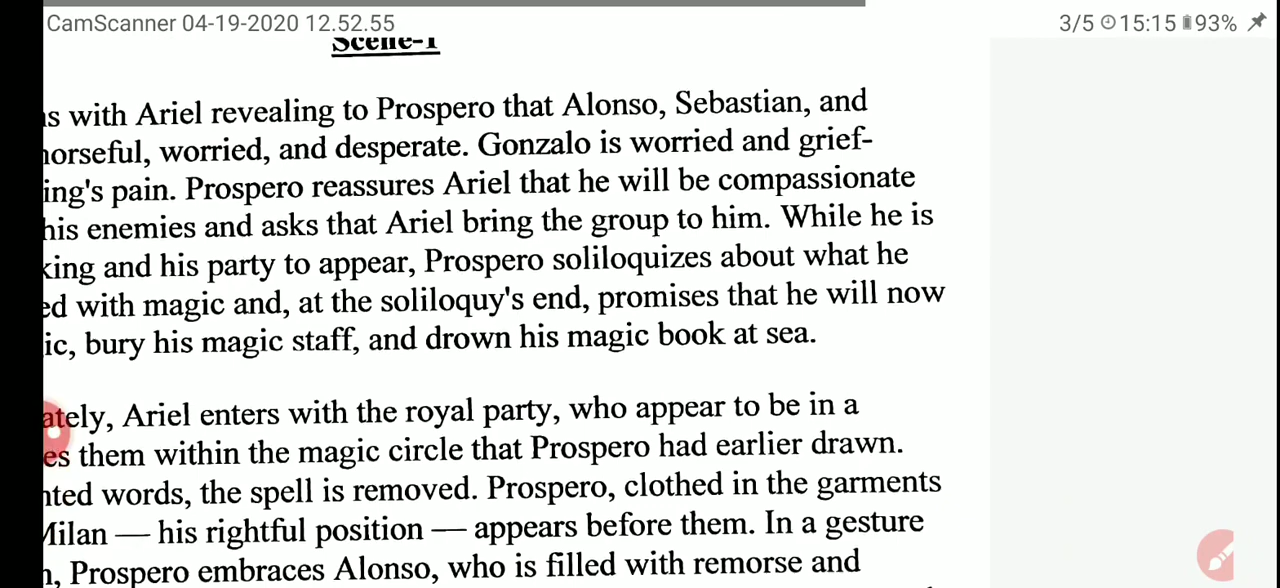 CamScanner 04-19-2020 12.52.55
3/5 15:15 93%
Scene-1
s with Ariel revealing to Prospero that Alonso, Sebastian, and
orseful, worried, and desperate. Gonzalo is worried and grief-
ing's pain. Prospero reassures Ariel that he will be compassionate
his enemies and asks that Ariel bring the group to him. While he is
king and his party to appear, Prospero soliloquizes about what he
ed with magic and, at the soliloquy's end, promises that he will now
ic, bury his magic staff, and drown his magic book at sea.
ately, Ariel enters with the royal party, who appear to be in a
es them within the magic circle that Prospero had earlier drawn.
nted words, the spell is removed. Prospero, clothed in the garments
Milan — his rightful position — appears before them. In a gesture
n, Prospero embraces Alonso, who is filled with remorse and